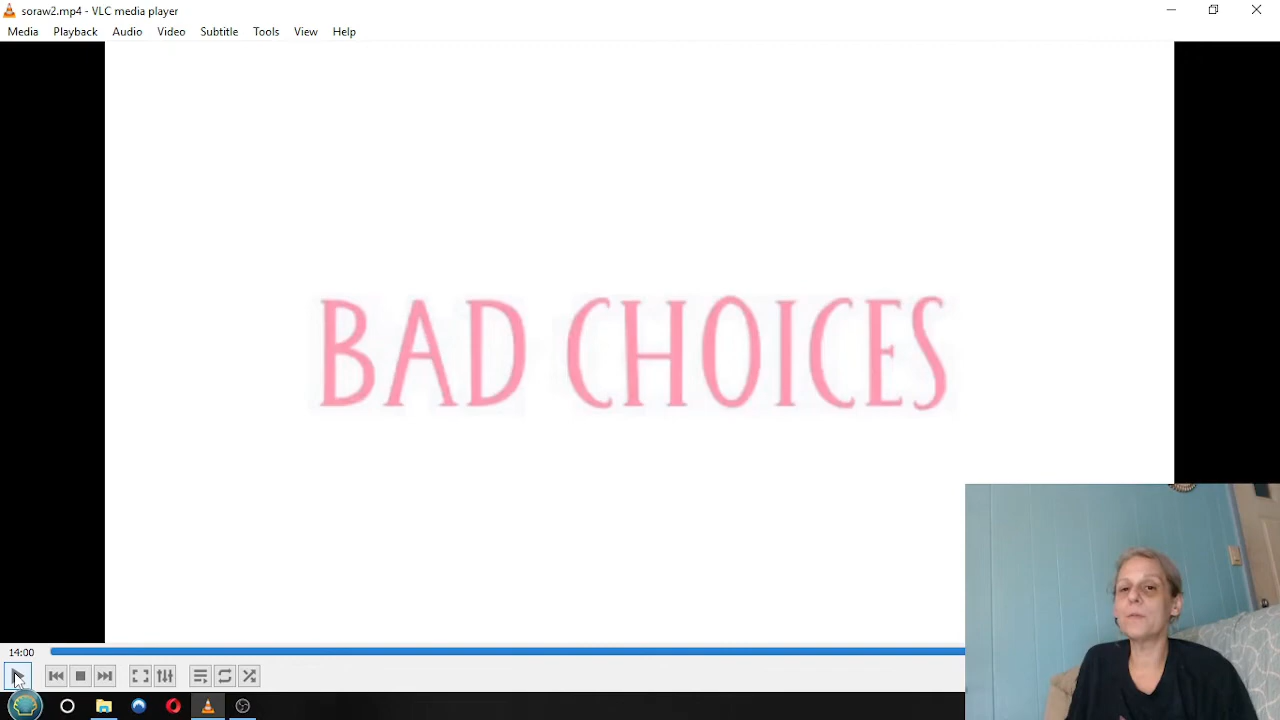 soraw2.mp4 - VLC media player
Media Playback Audio Video Subtitle Tools View Help
BAD CHOICES
14:00